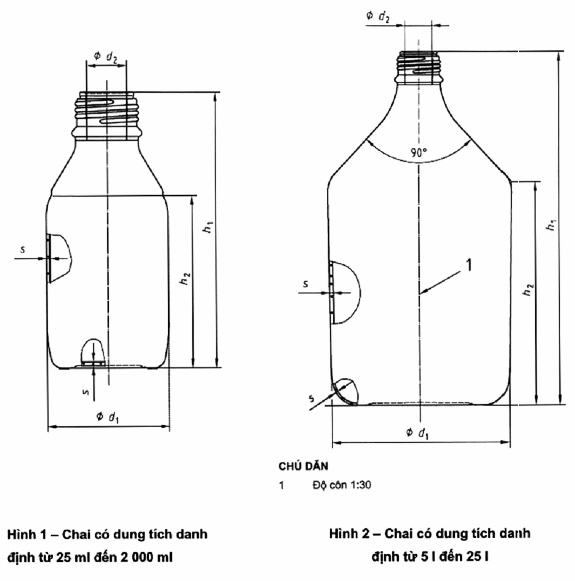 ϕ d2
h1
h2
s
s
ϕ d1
ϕ d2
90°
h1
h2
s
1
s
ϕ d1
CHÚ DẪN
1 Độ côn 1:30
Hình 1 – Chai có dung tích danh
định từ 25 ml đến 2 000 ml
Hình 2 – Chai có dung tích danh
định từ 5 l đến 25 l